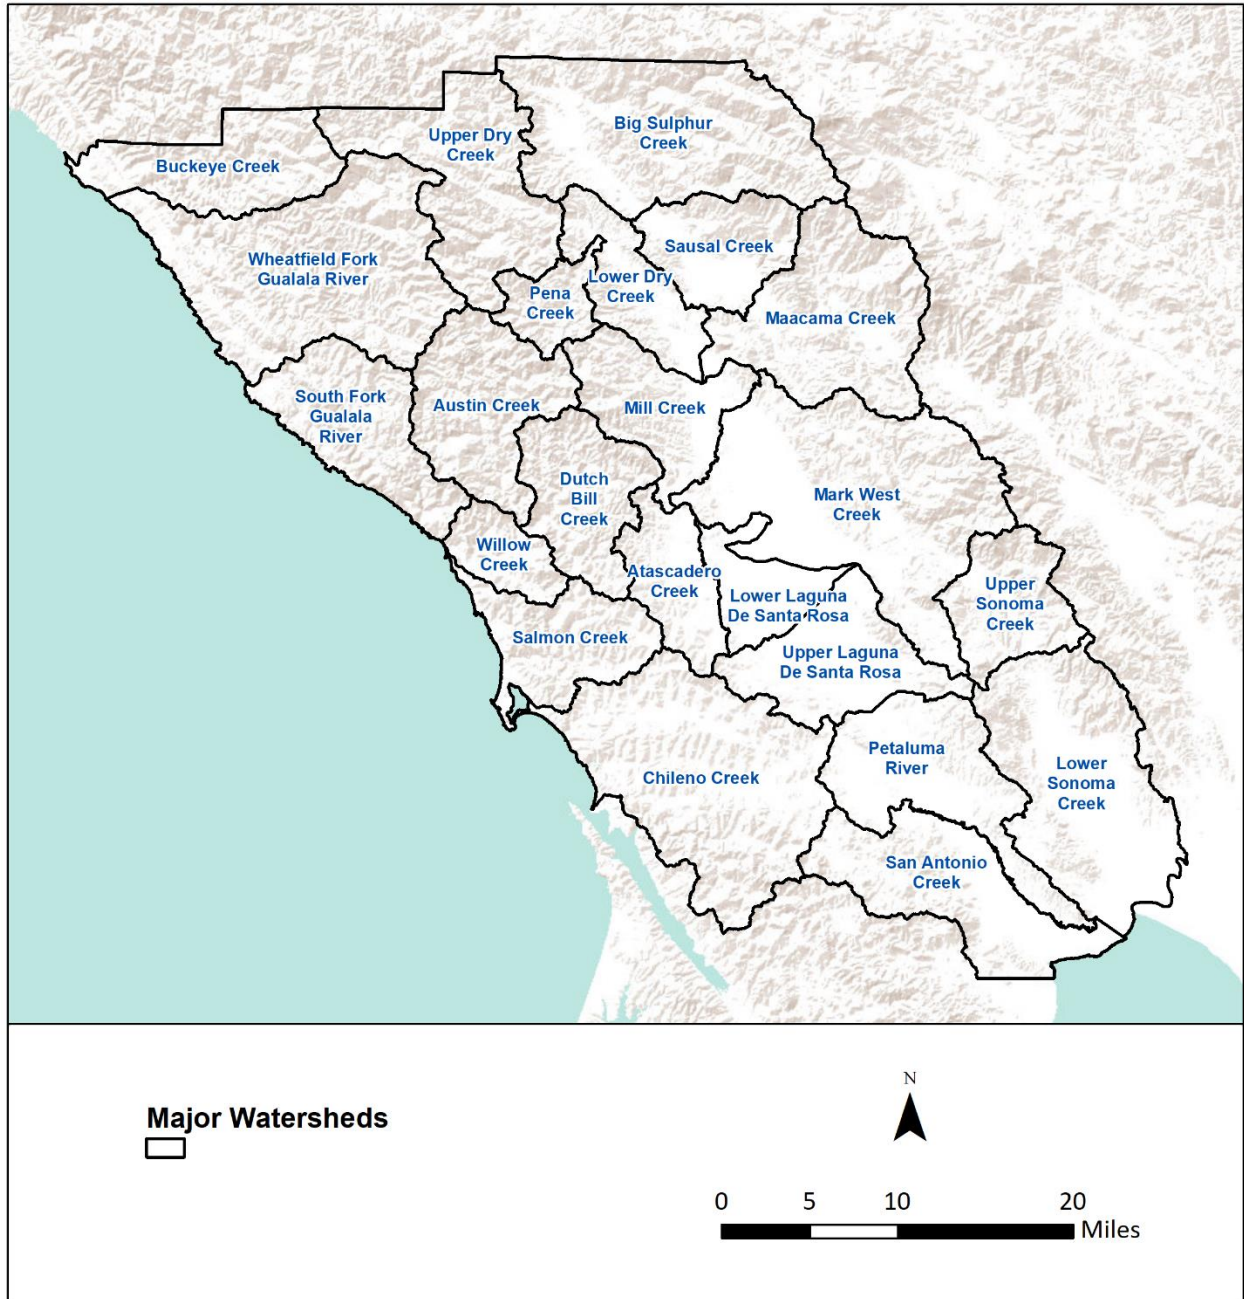 Big Sulphur
Creek
Upper Dry
Creek
Buckeye Creek
Sausal Creek
Wheatfield Fork
Gualala River
Lower Dry
Creek
Pena
Creek
Maacama Creek
South Fork
Gualala
River
Austin Creek
Mill Creek
Dutch
Bill
Creek
Mark West
Creek
Willow
Creek
Atascadero
Creek
Upper
Sonoma
Creek
Lower Laguna
De Santa Rosa
Salmon Creek
Upper Laguna
De Santa Rosa
Petaluma
River
Chileno Creek
Lower
Sonoma
Creek
San Antonio
Creek
Major Watersheds
N
0 5 10 20
Miles